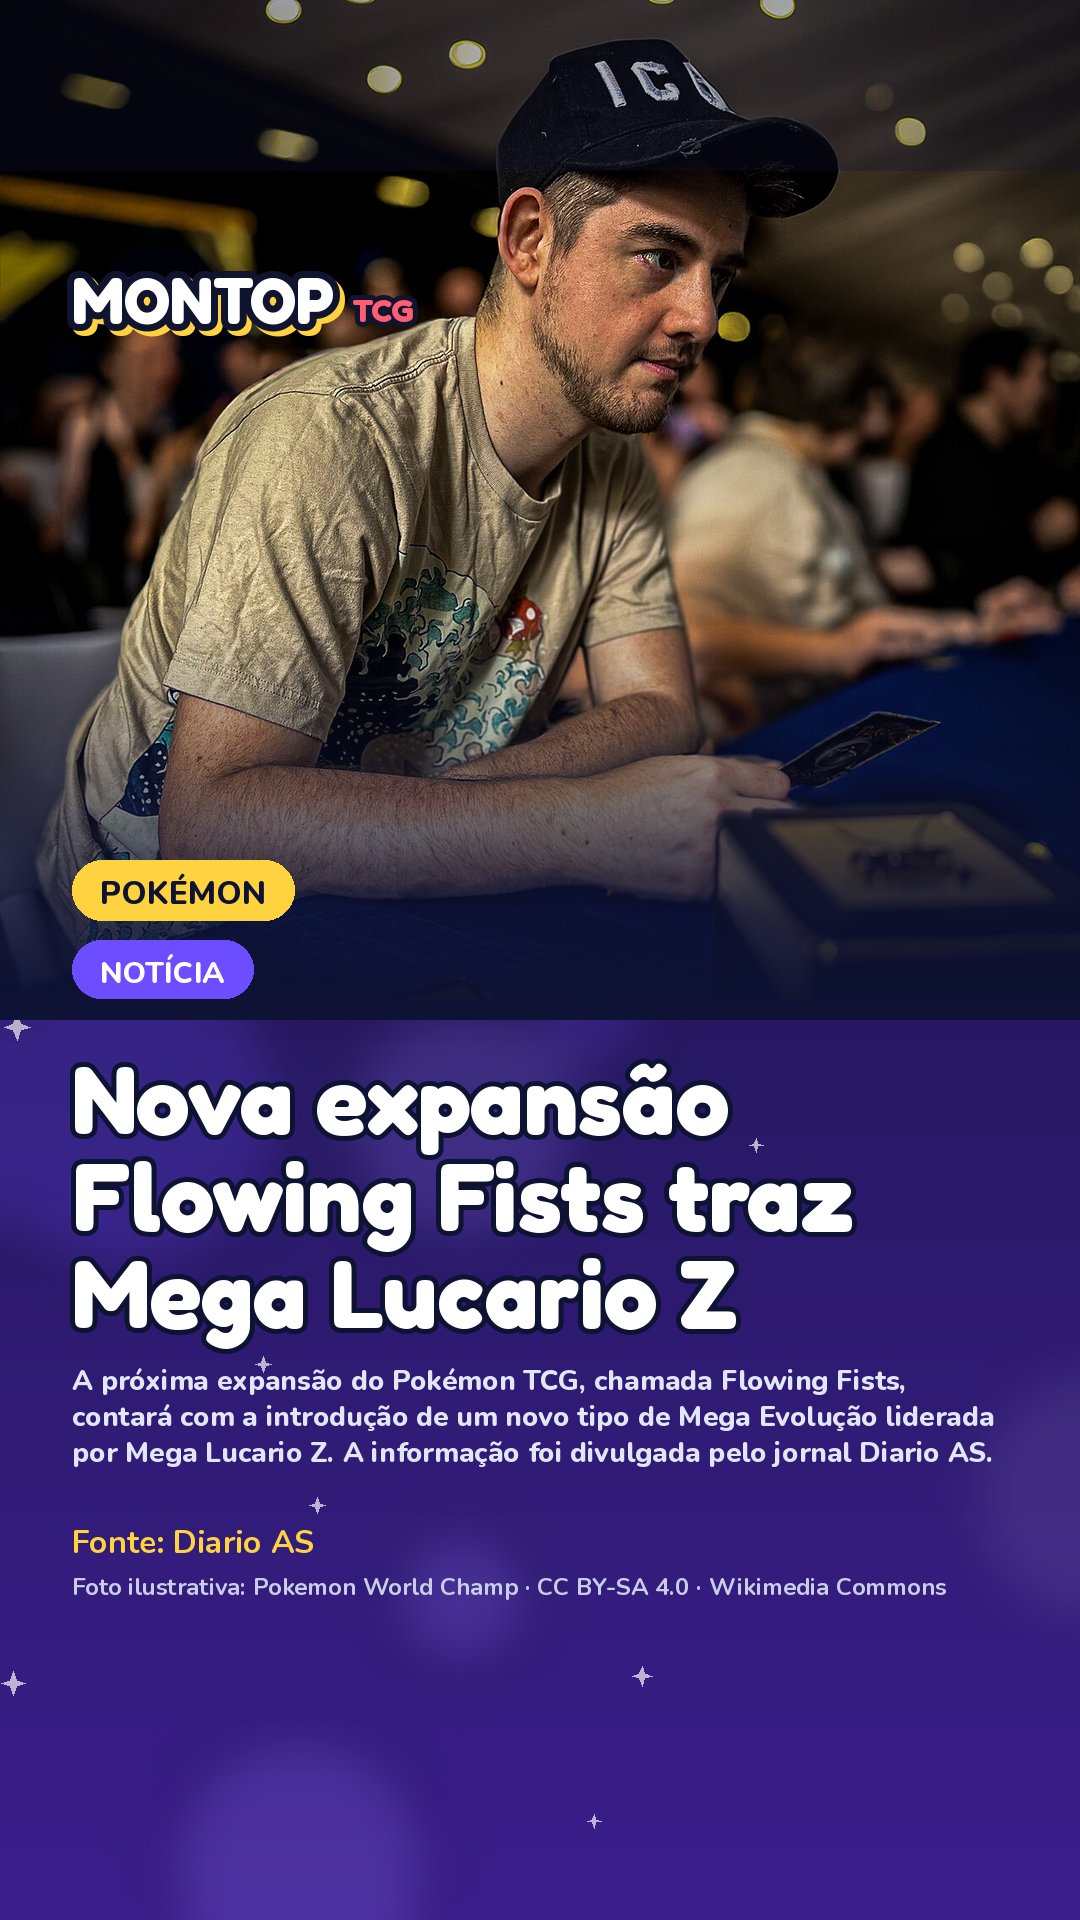 MONTOP TCG
POKÉMON
NOTÍCIA
Nova expansão
Flowing Fists traz
Mega Lucario Z
A próxima expansão do Pokémon TCG, chamada Flowing Fists,
contará com a introdução de um novo tipo de Mega Evolução liderada
por Mega Lucario Z. A informação foi divulgada pelo jornal Diario AS.
Fonte: Diario AS
Foto ilustrativa: Pokemon World Champ · CC BY-SA 4.0 · Wikimedia Commons